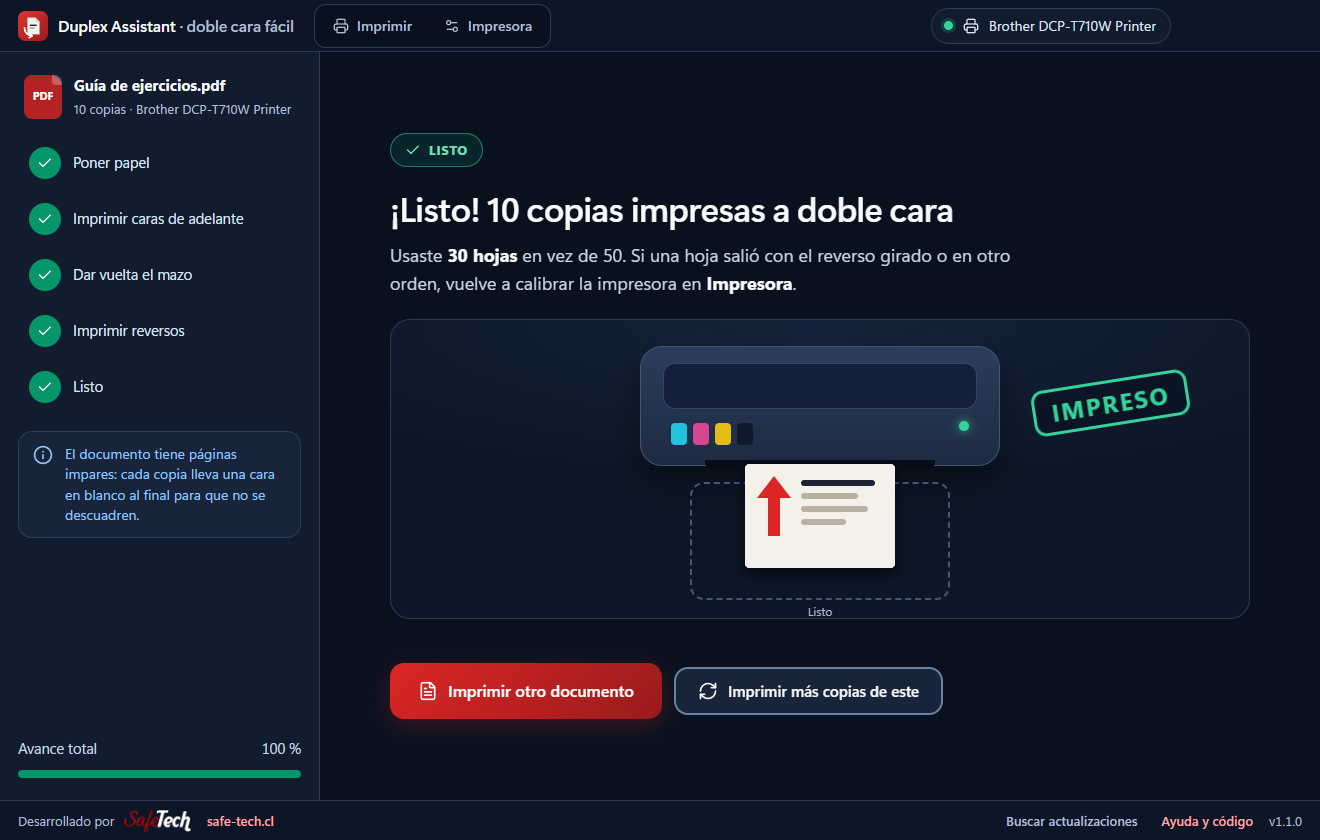 Duplex Assistant · doble cara fácil
Imprimir
Impresora
Brother DCP-T710W Printer
PDF
Guía de ejercicios.pdf
10 copias · Brother DCP-T710W Printer
Poner papel
Imprimir caras de adelante
Dar vuelta el mazo
Imprimir reversos
Listo
El documento tiene páginas
impares: cada copia lleva una cara
en blanco al final para que no se
descuadren.
Avance total
100 %
LISTO
¡Listo! 10 copias impresas a doble cara
Usaste 30 hojas en vez de 50. Si una hoja salió con el reverso girado o en otro
orden, vuelve a calibrar la impresora en Impresora.
IMPRESO
Listo
Imprimir otro documento
Imprimir más copias de este
Desarrollado por SafeTech safe-tech.cl
Buscar actualizaciones
Ayuda y código
v1.1.0